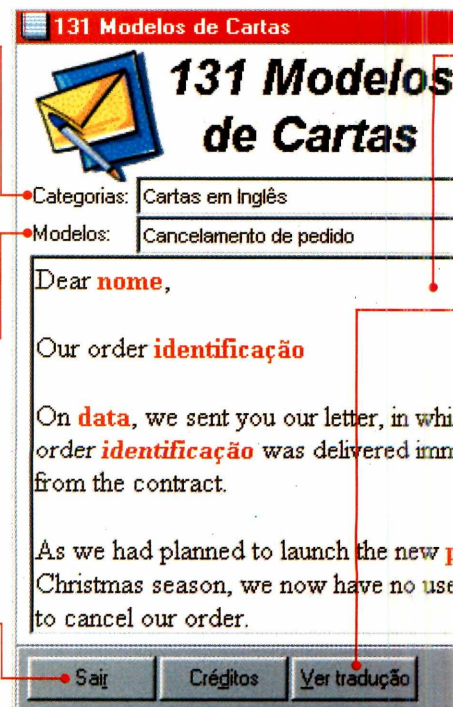 131 Modelos de Cartas
131 Modelos
de Cartas
Categorias: Cartas em Inglês
Modelos: Cancelamento de pedido
Dear nome,
Our order identificação
On data, we sent you our letter, in
order identificação was delivered
from the contract.
As we had planned to launch the new
Christmas season, we now have no
to cancel our order.
Sair Créditos Ver tradução